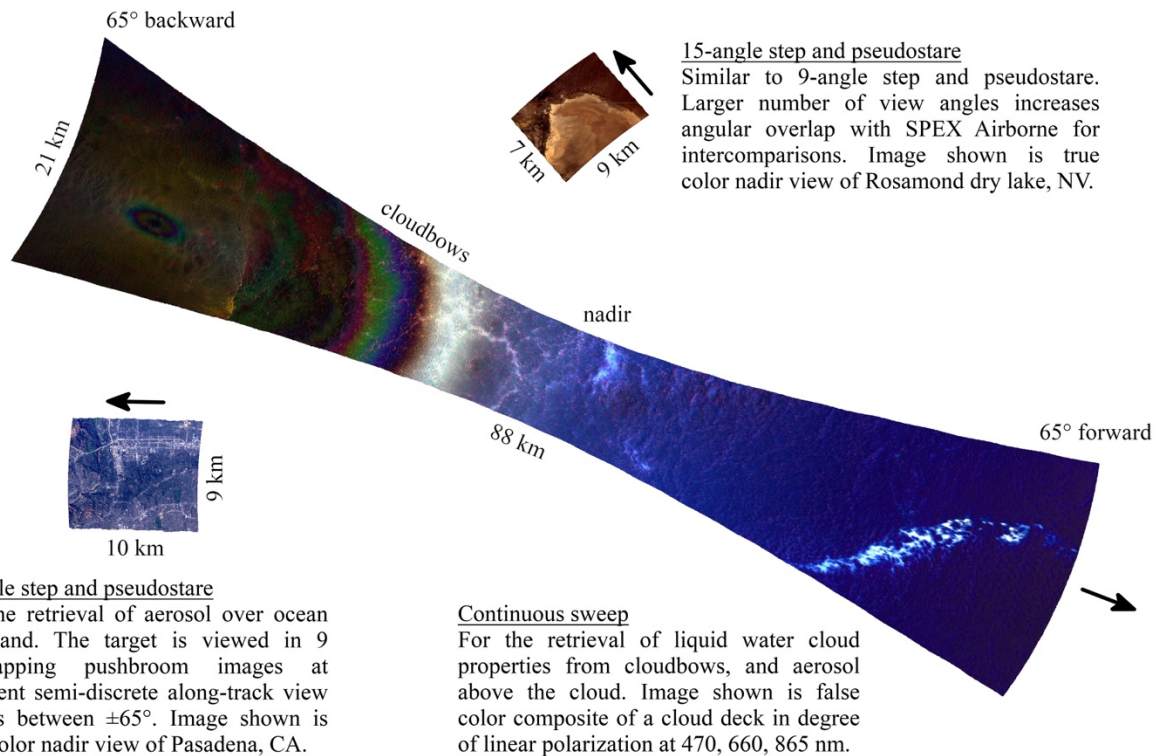 65° backward
15-angle step and pseudostare
Similar to 9-angle step and pseudostare.
Larger number of view angles increases
angular overlap with SPEX Airborne for
intercomparisons. Image shown is true
color nadir view of Rosamond dry lake, NV.
21 km
7 km
9 km
cloudbows
nadir
88 km
65° forward
9 km
10 km
step and pseudostare
retrieval of aerosol over ocean
and. The target is viewed in 9
pushbroom images at
semi-discrete along-track view
between ±65°. Image shown is
color nadir view of Pasadena, CA.
Continuous sweep
For the retrieval of liquid water cloud
properties from cloudbows, and aerosol
above the cloud. Image shown is false
color composite of a cloud deck in degree
of linear polarization at 470, 660, 865 nm.